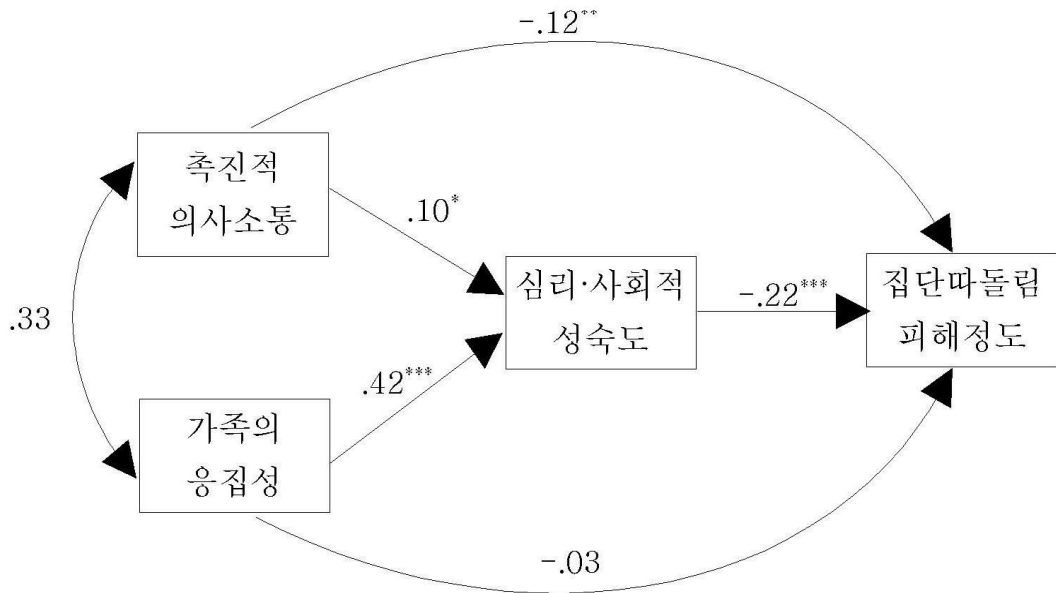 -.12**
촉진적
의사소통
.10*
심리·사회적
성숙도
-.22***
집단따돌림
피해정도
.33
.42***
가족의
응집성
-.03